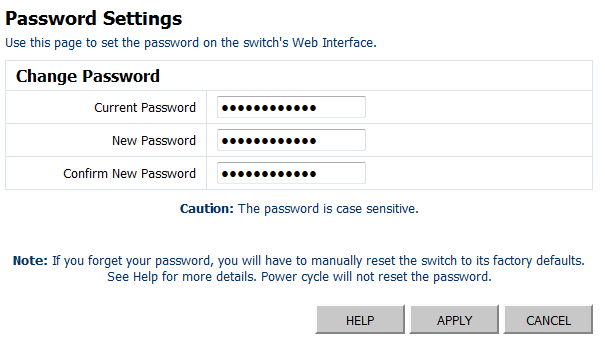 Password Settings
Use this page to set the password on the switch's Web Interface.
Change Password
Current Password ••••••••••••
New Password ••••••••••••
Confirm New Password ••••••••••••
Caution: The password is case sensitive.
Note: If you forget your password, you will have to manually reset the switch to its factory defaults.
See Help for more details. Power cycle will not reset the password.
HELP APPLY CANCEL